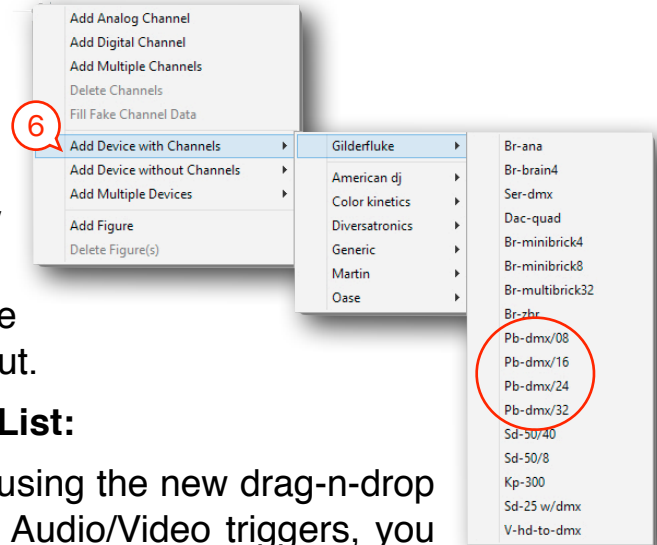 Add Analog Channel
Add Digital Channel
Add Multiple Channels
Delete Channels
Fill Fake Channel Data
6
Add Device with Channels
Add Device without Channels
Add Multiple Devices
Add Figure
Delete Figure(s)
Gilderfluke
American dj
Color kinetics
Diversatronics
Generic
Martin
Oase
Br-ana
Br-brain4
Ser-dmx
Dac-quad
Br-minibrick4
Br-minibrick8
Br-multibrick32
Br-zbr
Pb-dmx/08
Pb-dmx/16
Pb-dmx/24
Pb-dmx/32
Sd-50/40
Sd-50/8
Kp-300
Sd-25 w/dmx
V-hd-to-dmx
ut.
List:
using the new drag-n-drop
Audio/Video triggers, you